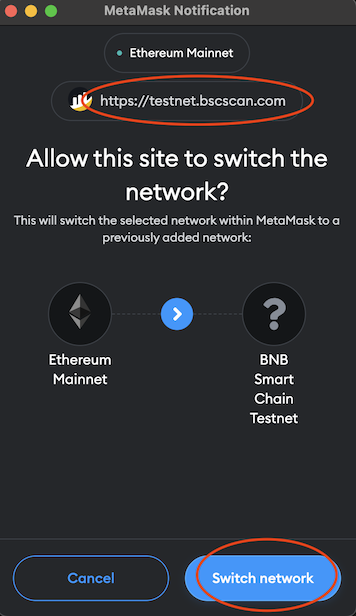 MetaMask Notification
Ethereum Mainnet
https://testnet.bscscan.com
Allow this site to switch the
network?
This will switch the selected network within MetaMask to a
previously added network:
Ethereum
Mainnet
BNB
Smart
Chain
Testnet
Cancel
Switch network